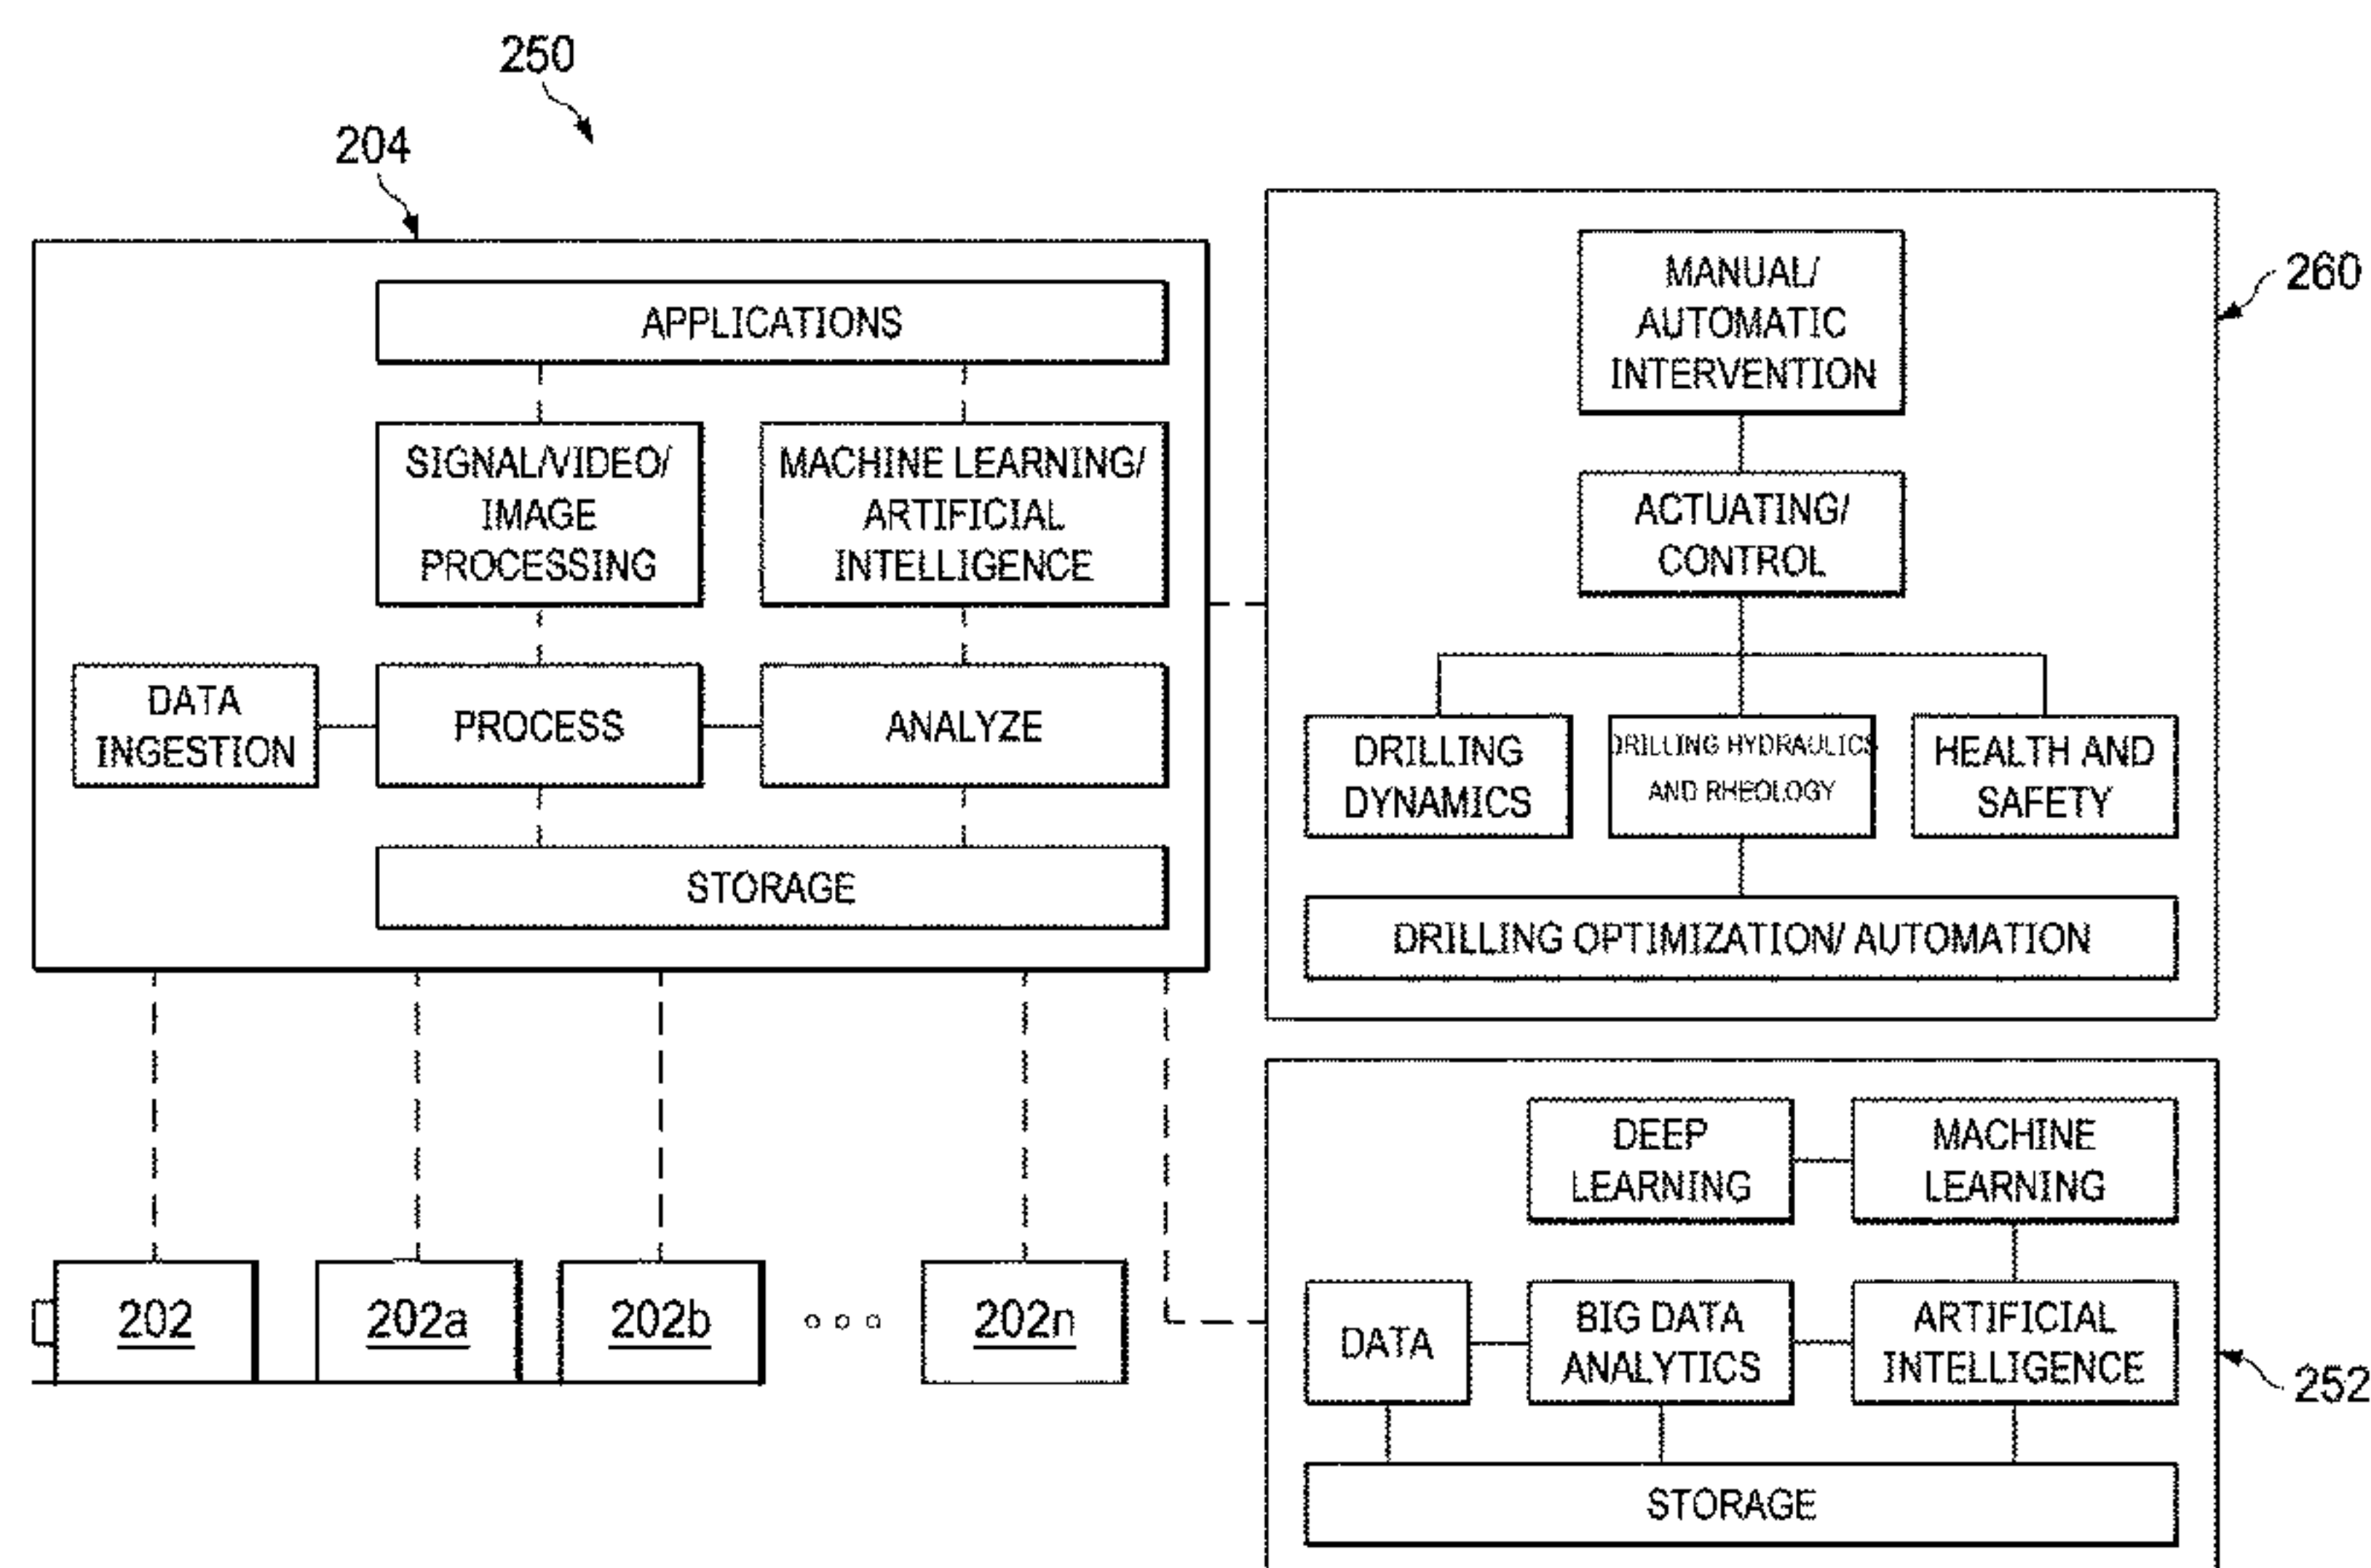 250
204
APPLICATIONS
SIGNAL/VIDEO/
IMAGE
PROCESSING
MACHINE LEARNING/
ARTIFICIAL
INTELLIGENCE
DATA
INGESTION
PROCESS
ANALYZE
STORAGE
260
MANUAL/
AUTOMATIC
INTERVENTION
ACTUATING/
CONTROL
DRILLING
DYNAMICS
DRILLING HYDRAULICS
AND RHEOLOGY
HEALTH AND
SAFETY
DRILLING OPTIMIZATION/ AUTOMATION
202
202a
202b
202n
DEEP
LEARNING
MACHINE
LEARNING
DATA
BIG DATA
ANALYTICS
ARTIFICIAL
INTELLIGENCE
252
STORAGE